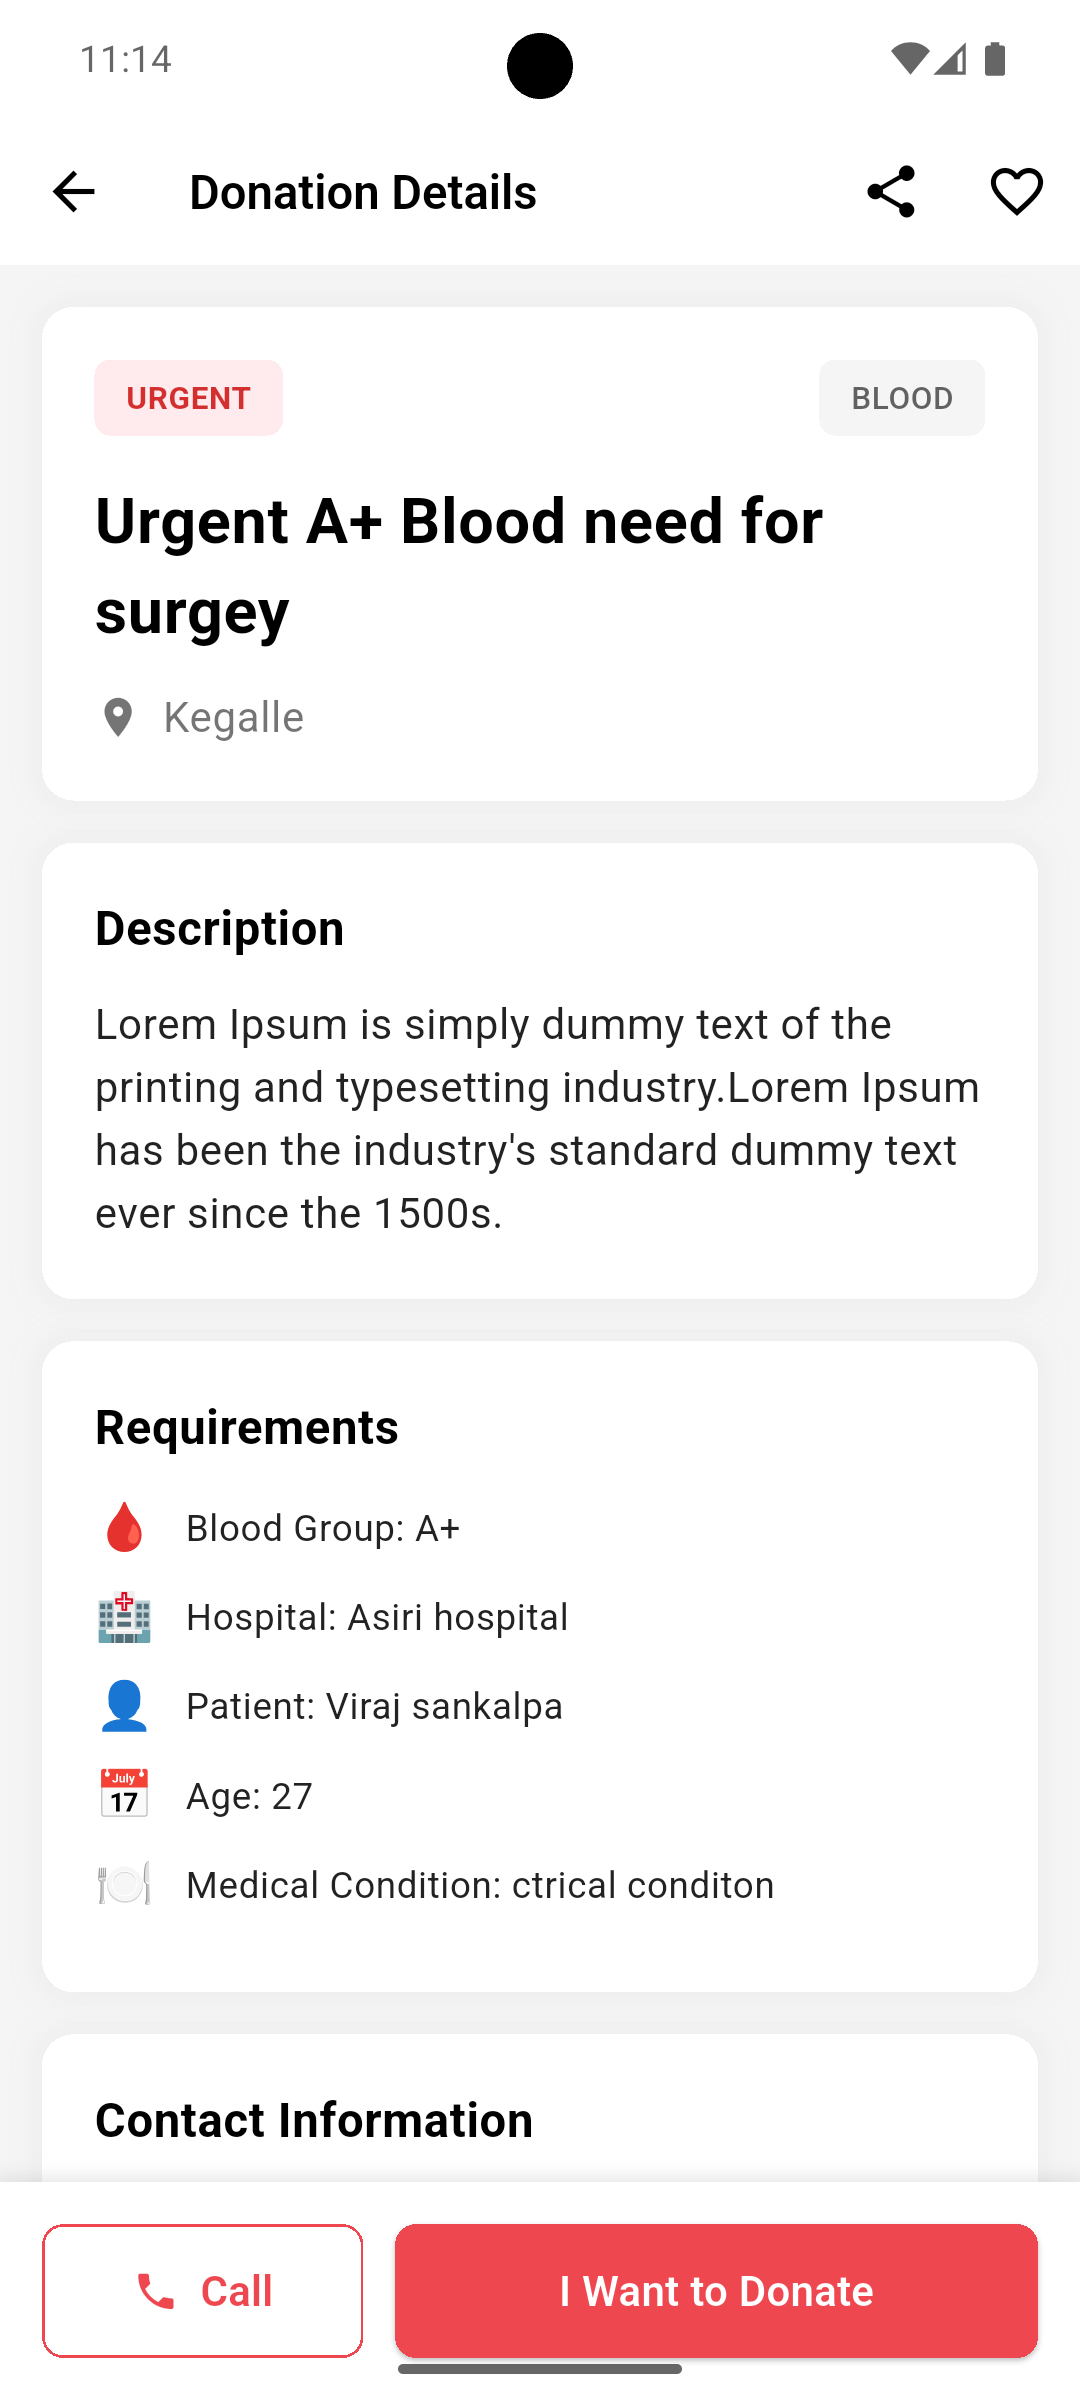 11:14
Donation Details
URGENT
BLOOD
Urgent A+ Blood need for
surgey
Kegalle
Description
Lorem Ipsum is simply dummy text of the
printing and typesetting industry.Lorem Ipsum
has been the industry's standard dummy text
ever since the 1500s.
Requirements
Blood Group: A+
Hospital: Asiri hospital
Patient: Viraj sankalpa
July
17
Age: 27
Medical Condition: ctrical conditon
Contact Information
Call
I Want to Donate